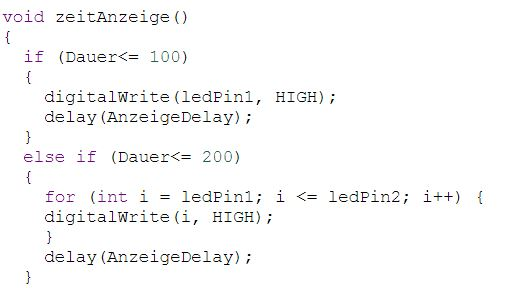 void zeitAnzeige()
{
  if (Dauer<= 100)
  {
    digitalWrite(ledPin1, HIGH);
    delay(AnzeigeDelay);
  }
  else if (Dauer<= 200)
  {
    for (int i = ledPin1; i <= ledPin2; i++) {
    digitalWrite(i, HIGH);
    }
    delay(AnzeigeDelay);
  }